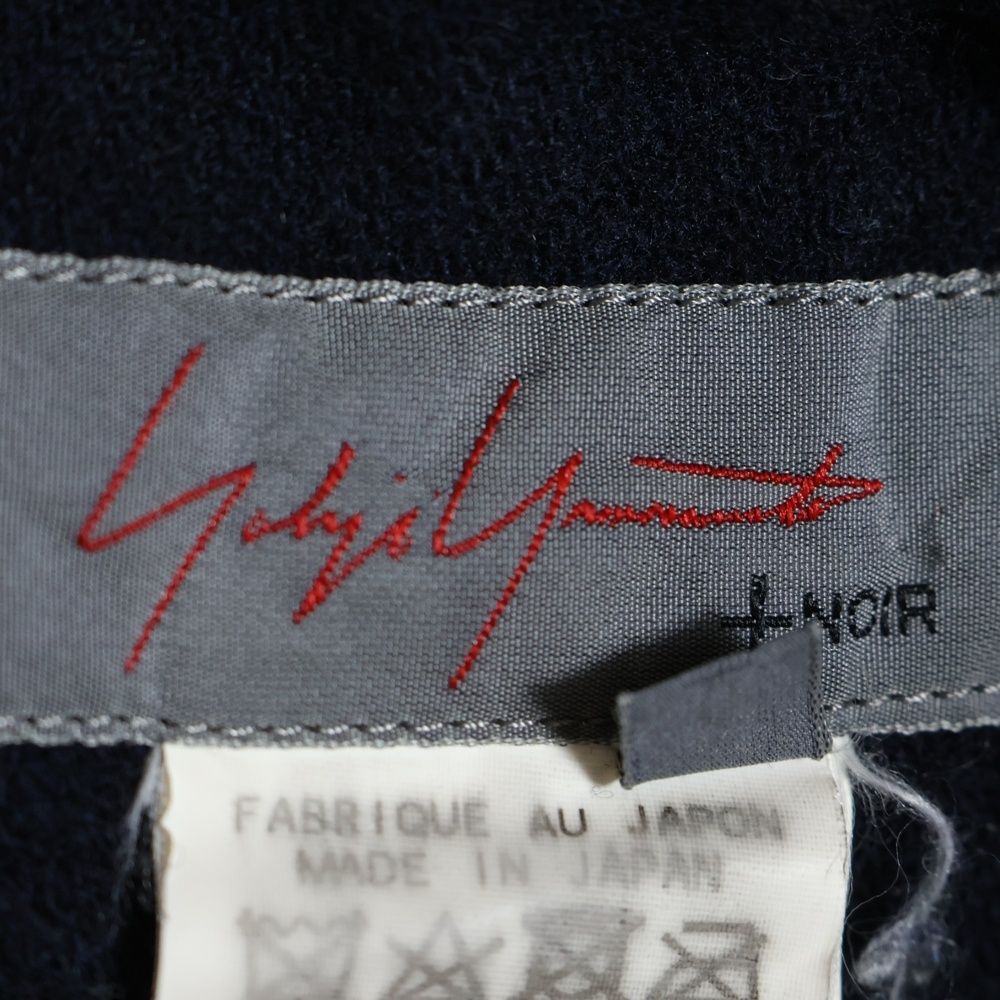 Yohji Yamamoto
+NOIR
FABRIQUE AU JAPON
MADE IN JAPAN